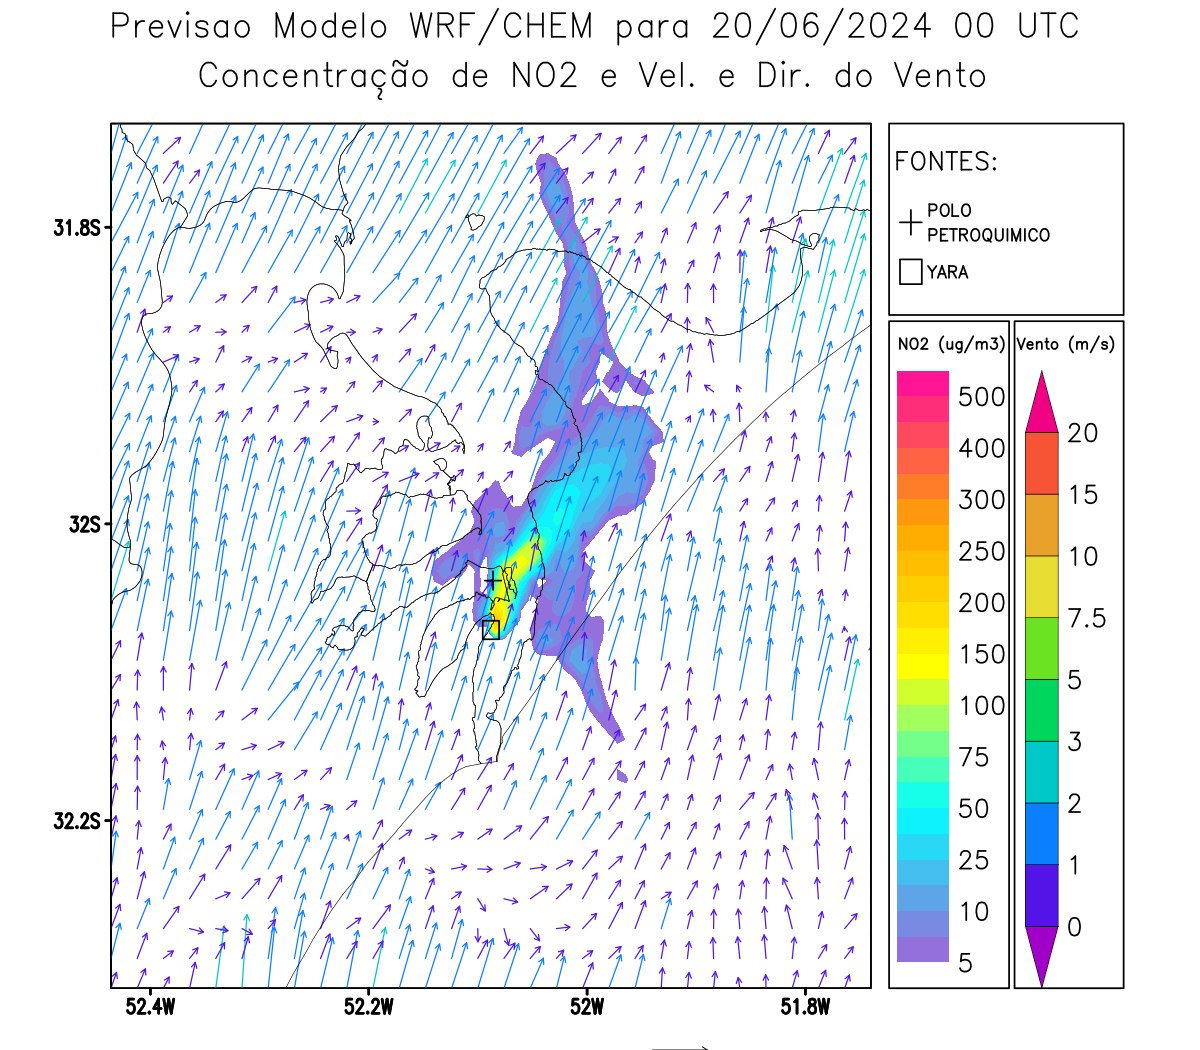 Previsao Modelo WRF/CHEM para 20/06/2024 00 UTC
Concentração de NO2 e Vel. e Dir. do Vento
FONTES:
POLO
PETROQUIMICO
YARA
NO2 (ug/m3)
500
400
300
250
200
150
100
75
50
25
10
5
Vento (m/s)
20
15
10
7.5
5
3
2
1
0
31.8S
32S
32.2S
52.4W
52.2W
52W
51.8W